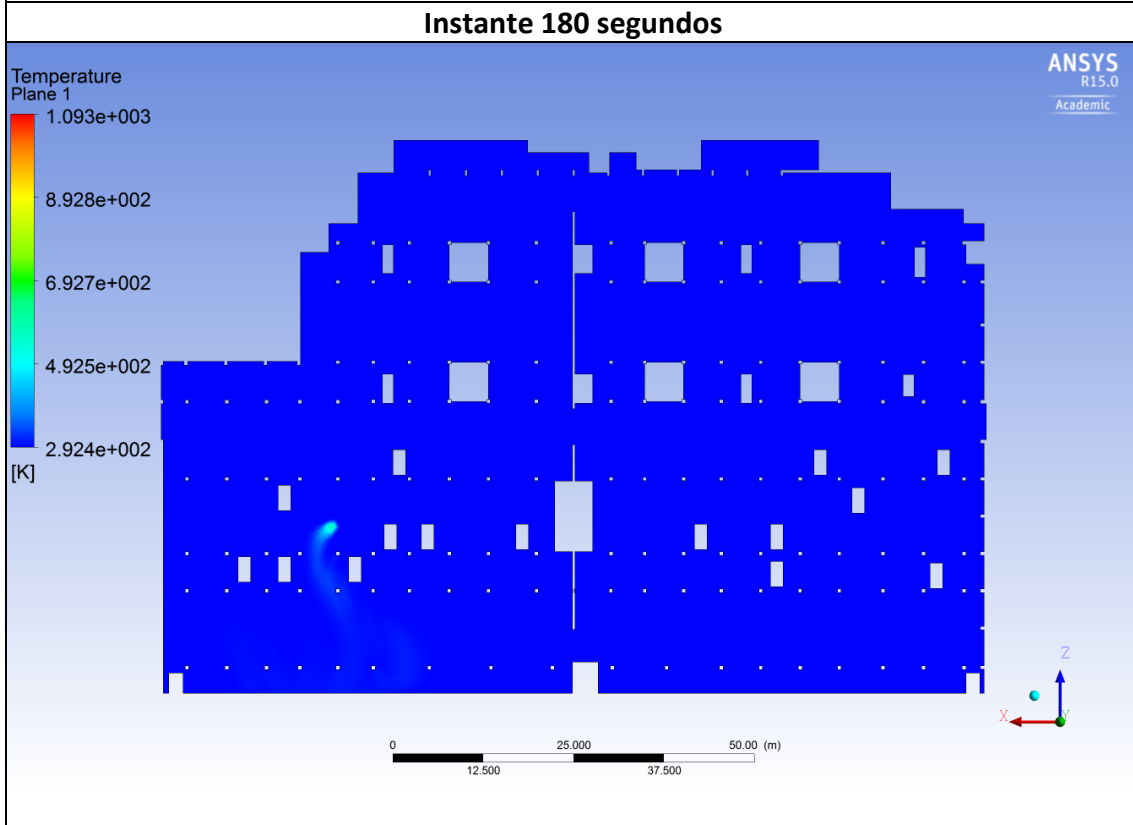 Instante 180 segundos
ANSYS
R15.0
Academic
Temperature
Plane 1
1.093e+003
8.928e+002
6.927e+002
4.925e+002
2.924e+002
[K]
Z
X
Y
0 25.000 50.00 (m)
12.500 37.500